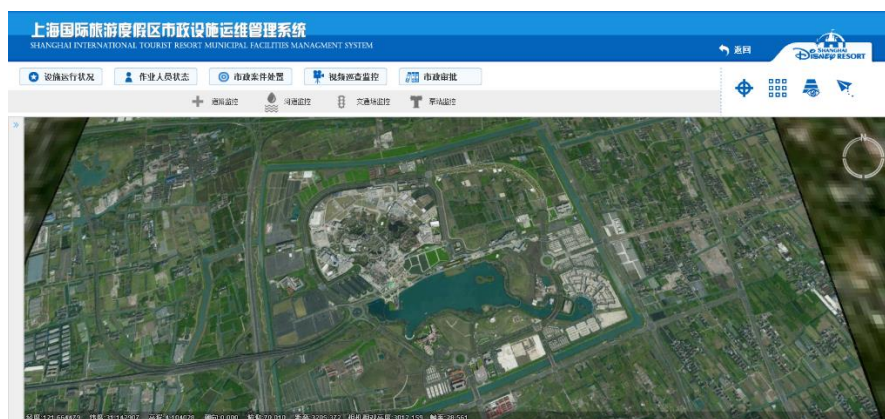 上海国际旅游度假区市政设施运维管理系统
SHANGHAI INTERNATIONAL TOURIST RESORT MUNICIPAL FACILITIES MANAGMENT SYSTEM
返回
SHANGHAI
DISNEY RESORT
设施运行状况 作业人员状态 市政案件处置 视频巡查监控 市政审批
道路监控 河道监控 交通场监控 泵站监控
N